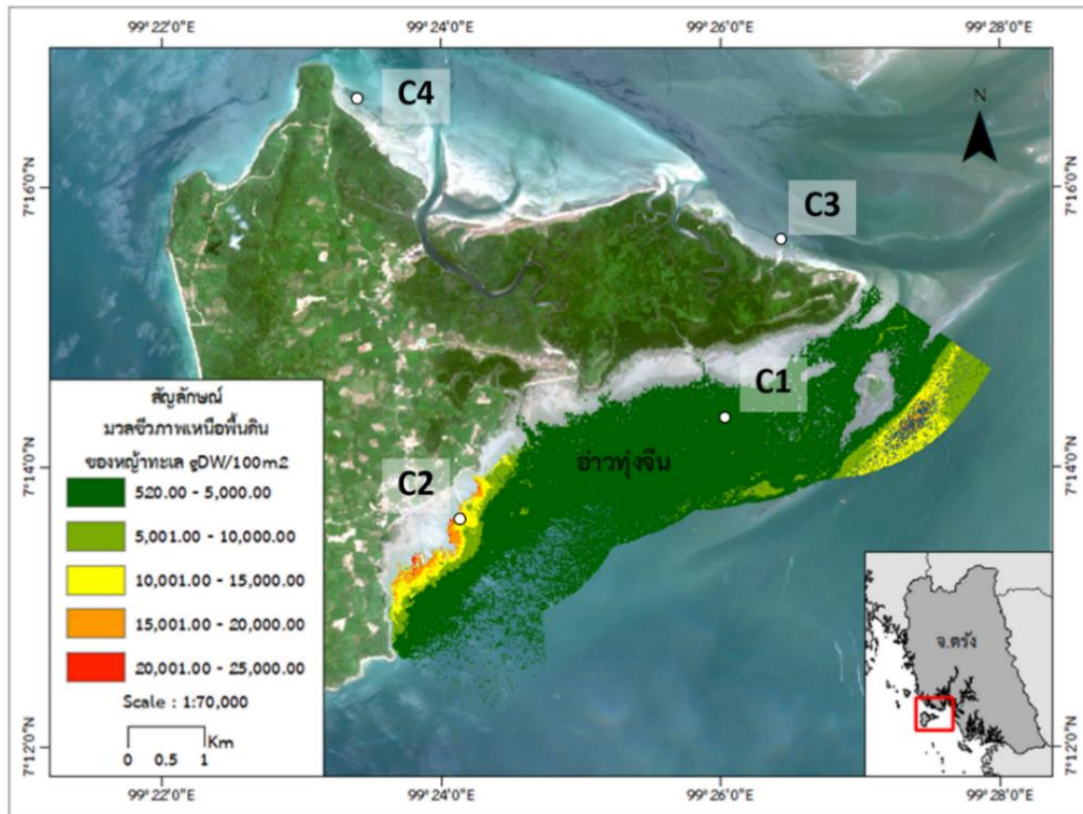 99°22'0"E 99°24'0"E 99°26'0"E 99°28'0"E
C4
N
7°16'0"N 7°16'0"N
C3
C1
สัญลักษณ์
มวลชีวภาพเหนือพื้นดิน
ของหญ้าทะเล gDW/100m2
520.00 - 5,000.00
5,001.00 - 10,000.00
10,001.00 - 15,000.00
15,001.00 - 20,000.00
20,001.00 - 25,000.00
Scale : 1:70,000
Km
0 0.5 1
C2
อ่าวทุ่งจีน
7°14'0"N 7°14'0"N
จ.ตรัง
7°12'0"N 7°12'0"N
99°22'0"E 99°24'0"E 99°26'0"E 99°28'0"E